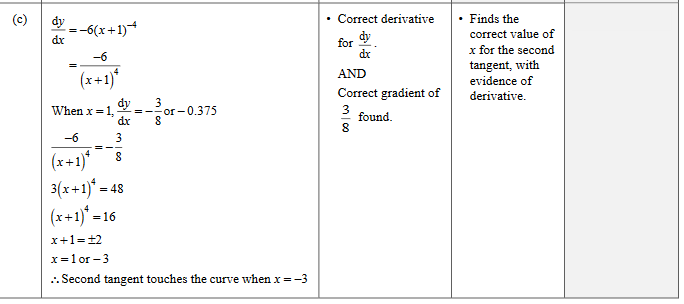 (c)
dy/dx = −6(x+1)⁻⁴
= −6/(x+1)⁴
When x = 1, dy/dx = −3/8 or −0.375
−6/(x+1)⁴ = −3/8
3(x+1)⁴ = 48
(x+1)⁴ = 16
x+1 = ±2
x = 1 or −3
∴ Second tangent touches the curve when x = −3
• Correct derivative
for dy/dx.
AND
Correct gradient of
3/8 found.
• Finds the
correct value of
x for the second
tangent, with
evidence of
derivative.